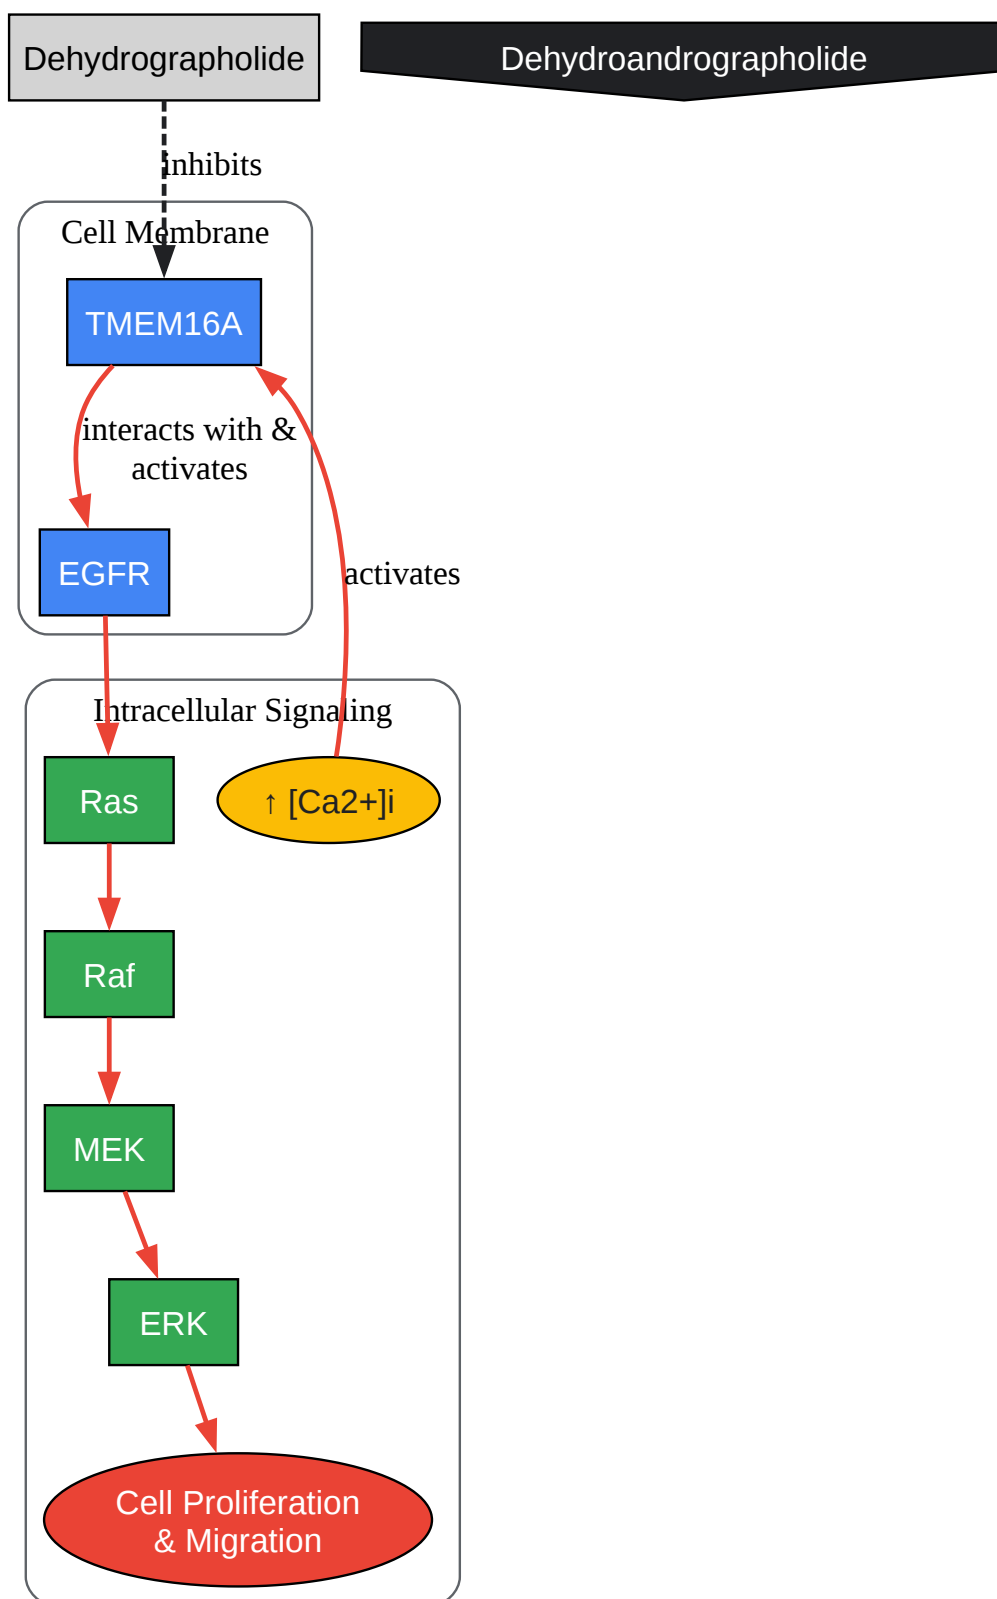 Dehydrographolide
Dehydroandrographolide
inhibits
Cell Membrane
TMEM16A
interacts with &
activates
EGFR
activates
Intracellular Signaling
Ras
↑ [Ca2+]i
Raf
MEK
ERK
Cell Proliferation
& Migration